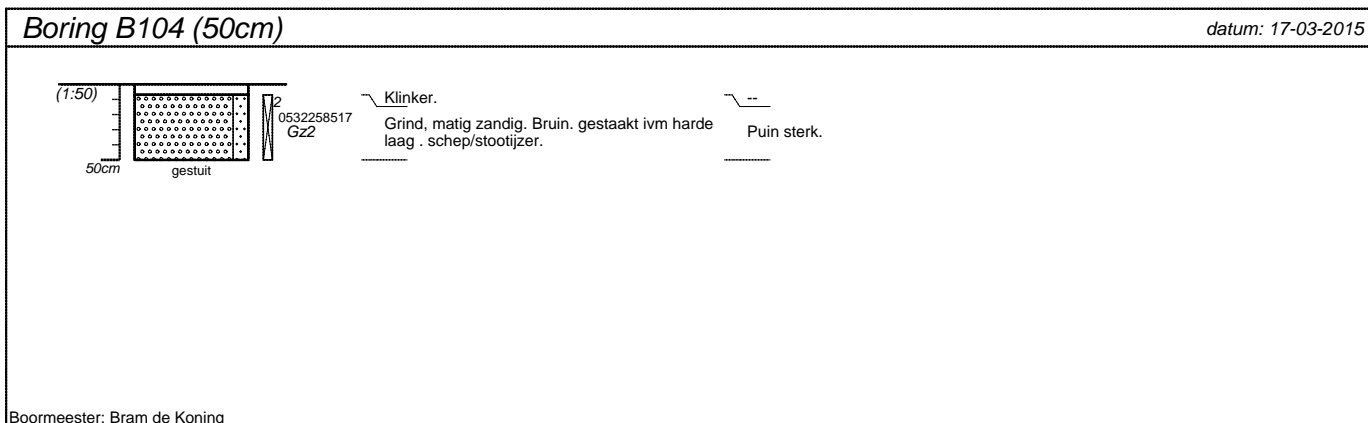 Boring B104 (50cm)
datum: 17-03-2015
(1:50)
2
0532258517
Gz2
50cm
gestuit
Klinker.
Grind, matig zandig. Bruin. gestaakt ivm harde
laag . schep/stootijzer.
--
Puin sterk.
Boormeester: Bram de Koning